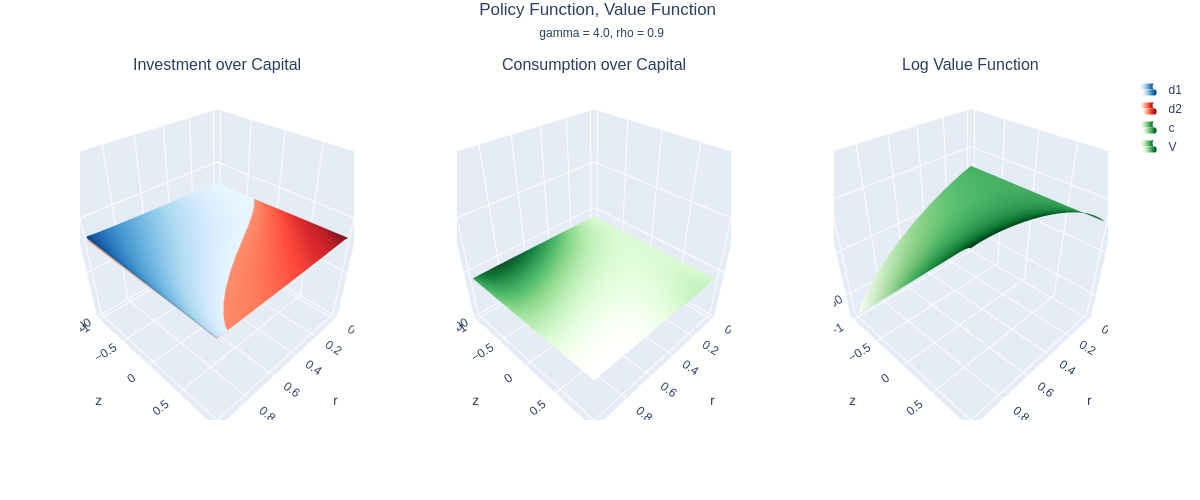 Policy Function, Value Function
gamma = 4.0, rho = 0.9
Investment over Capital
Consumption over Capital
Log Value Function
d1
d2
c
V
−0.5
0
0.5
z
0
0.2
0.4
0.6
0.8
r
−0.5
0
0.5
z
0
0.2
0.4
0.6
0.8
r
−1
−0.5
0
0.5
z
0
0.2
0.4
0.6
0.8
r